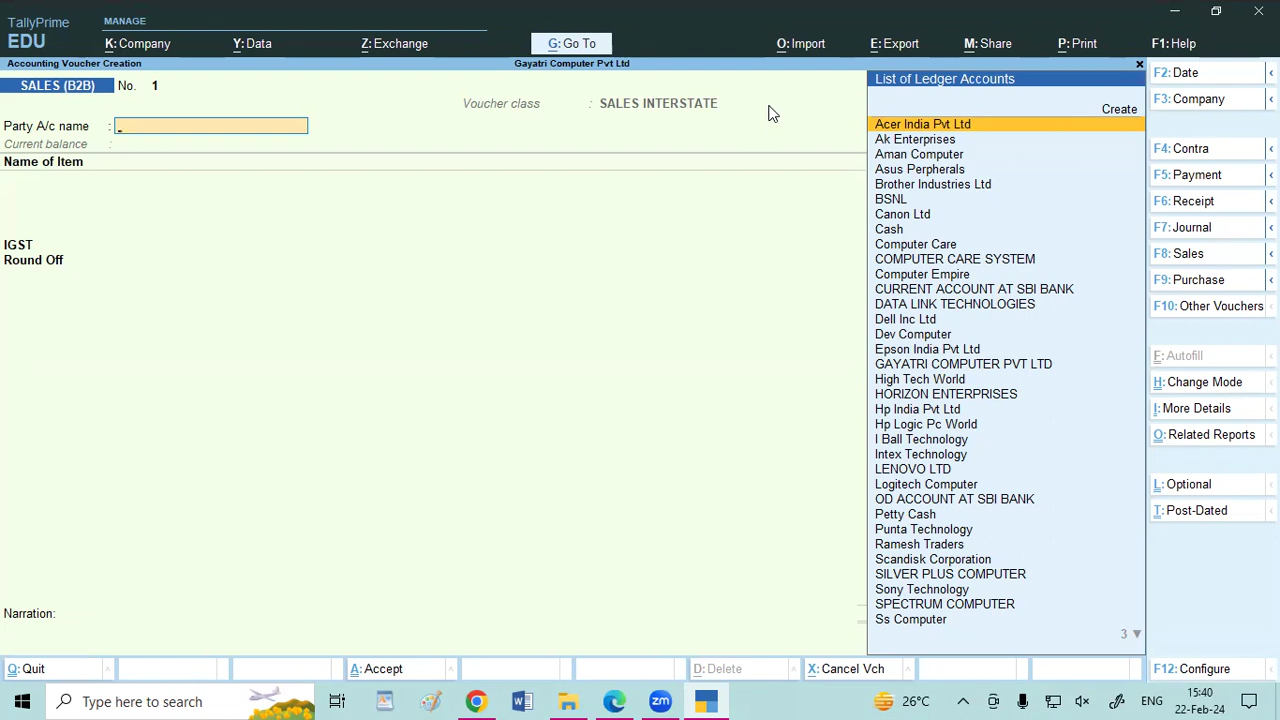 TallyPrime
EDU
MANAGE
K: Company
Y: Data
Z: Exchange
G: Go To
O: Import
E: Export
M: Share
P: Print
F1: Help
Accounting Voucher Creation
Gayatri Computer Pvt Ltd
SALES (B2B) No. 1
Voucher class : SALES INTERSTATE
Party A/c name :
Current balance :
Name of Item
IGST
Round Off
Narration:
List of Ledger Accounts
Create
Acer India Pvt Ltd
Ak Enterprises
Aman Computer
Asus Perpherals
Brother Industries Ltd
BSNL
Canon Ltd
Cash
Computer Care
COMPUTER CARE SYSTEM
Computer Empire
CURRENT ACCOUNT AT SBI BANK
DATA LINK TECHNOLOGIES
Dell Inc Ltd
Dev Computer
Epson India Pvt Ltd
GAYATRI COMPUTER PVT LTD
High Tech World
HORIZON ENTERPRISES
Hp India Pvt Ltd
Hp Logic Pc World
I Ball Technology
Intex Technology
LENOVO LTD
Logitech Computer
OD ACCOUNT AT SBI BANK
Petty Cash
Punta Technology
Ramesh Traders
Scandisk Corporation
SILVER PLUS COMPUTER
Sony Technology
SPECTRUM COMPUTER
Ss Computer
3 ▼
F2: Date
F3: Company
F4: Contra
F5: Payment
F6: Receipt
F7: Journal
F8: Sales
F9: Purchase
F10: Other Vouchers
F: Autofill
H: Change Mode
I: More Details
O: Related Reports
L: Optional
T: Post-Dated
F12: Configure
Q: Quit
A: Accept
D: Delete
X: Cancel Vch
Type here to search
26°C
ENG
15:40
22-Feb-24